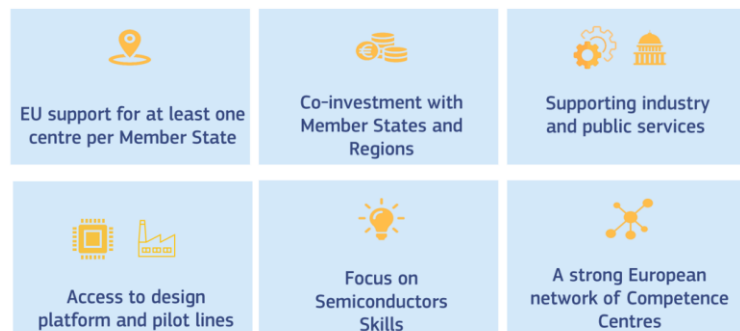 EU support for at least one
centre per Member State
Co-investment with
Member States and
Regions
Supporting industry
and public services
Access to design
platform and pilot lines
Focus on
Semiconductors
Skills
A strong European
network of Competence
Centres